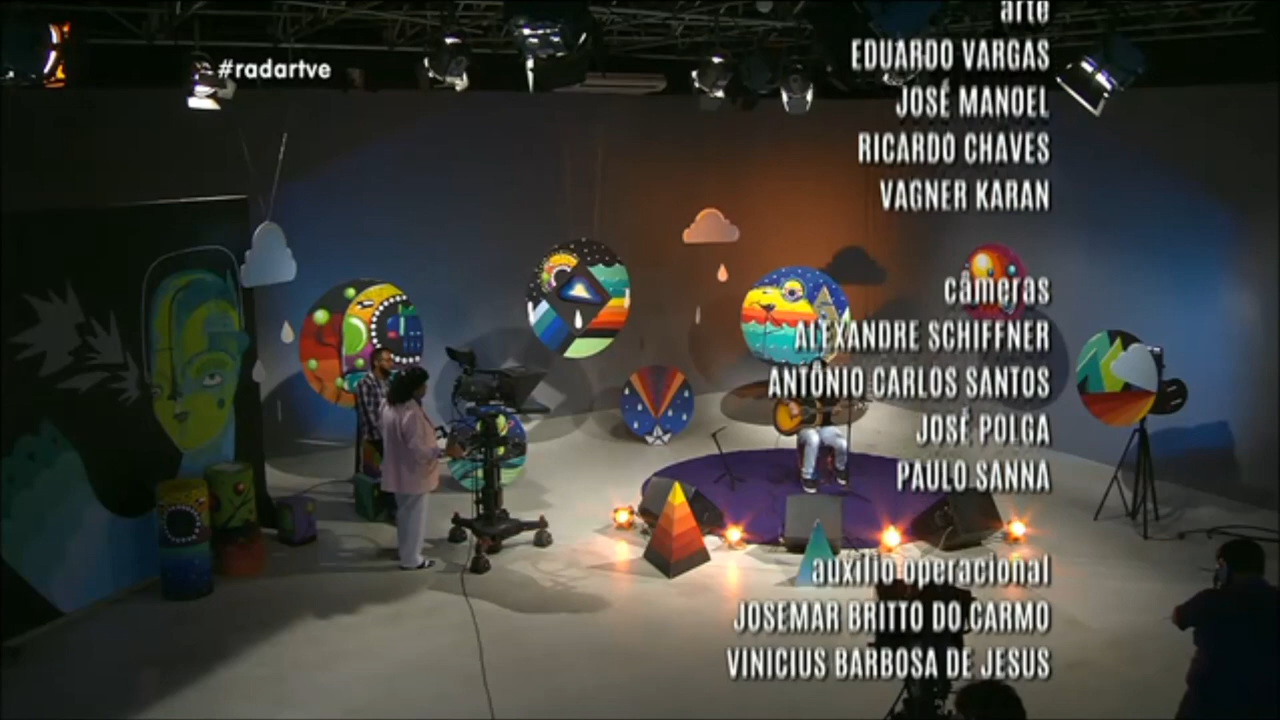 arte
EDUARDO VARGAS
#radartve
JOSÉ MANOEL
RICARDO CHAVES
VAGNER KARAN
câmeras
ALEXANDRE SCHIFFNER
ANTÔNIO CARLOS SANTOS
JOSÉ POLGA
PAULO SANNA
auxílio operacional
JOSEMAR BRITTO DO CARMO
VINICIUS BARBOSA DE JESUS